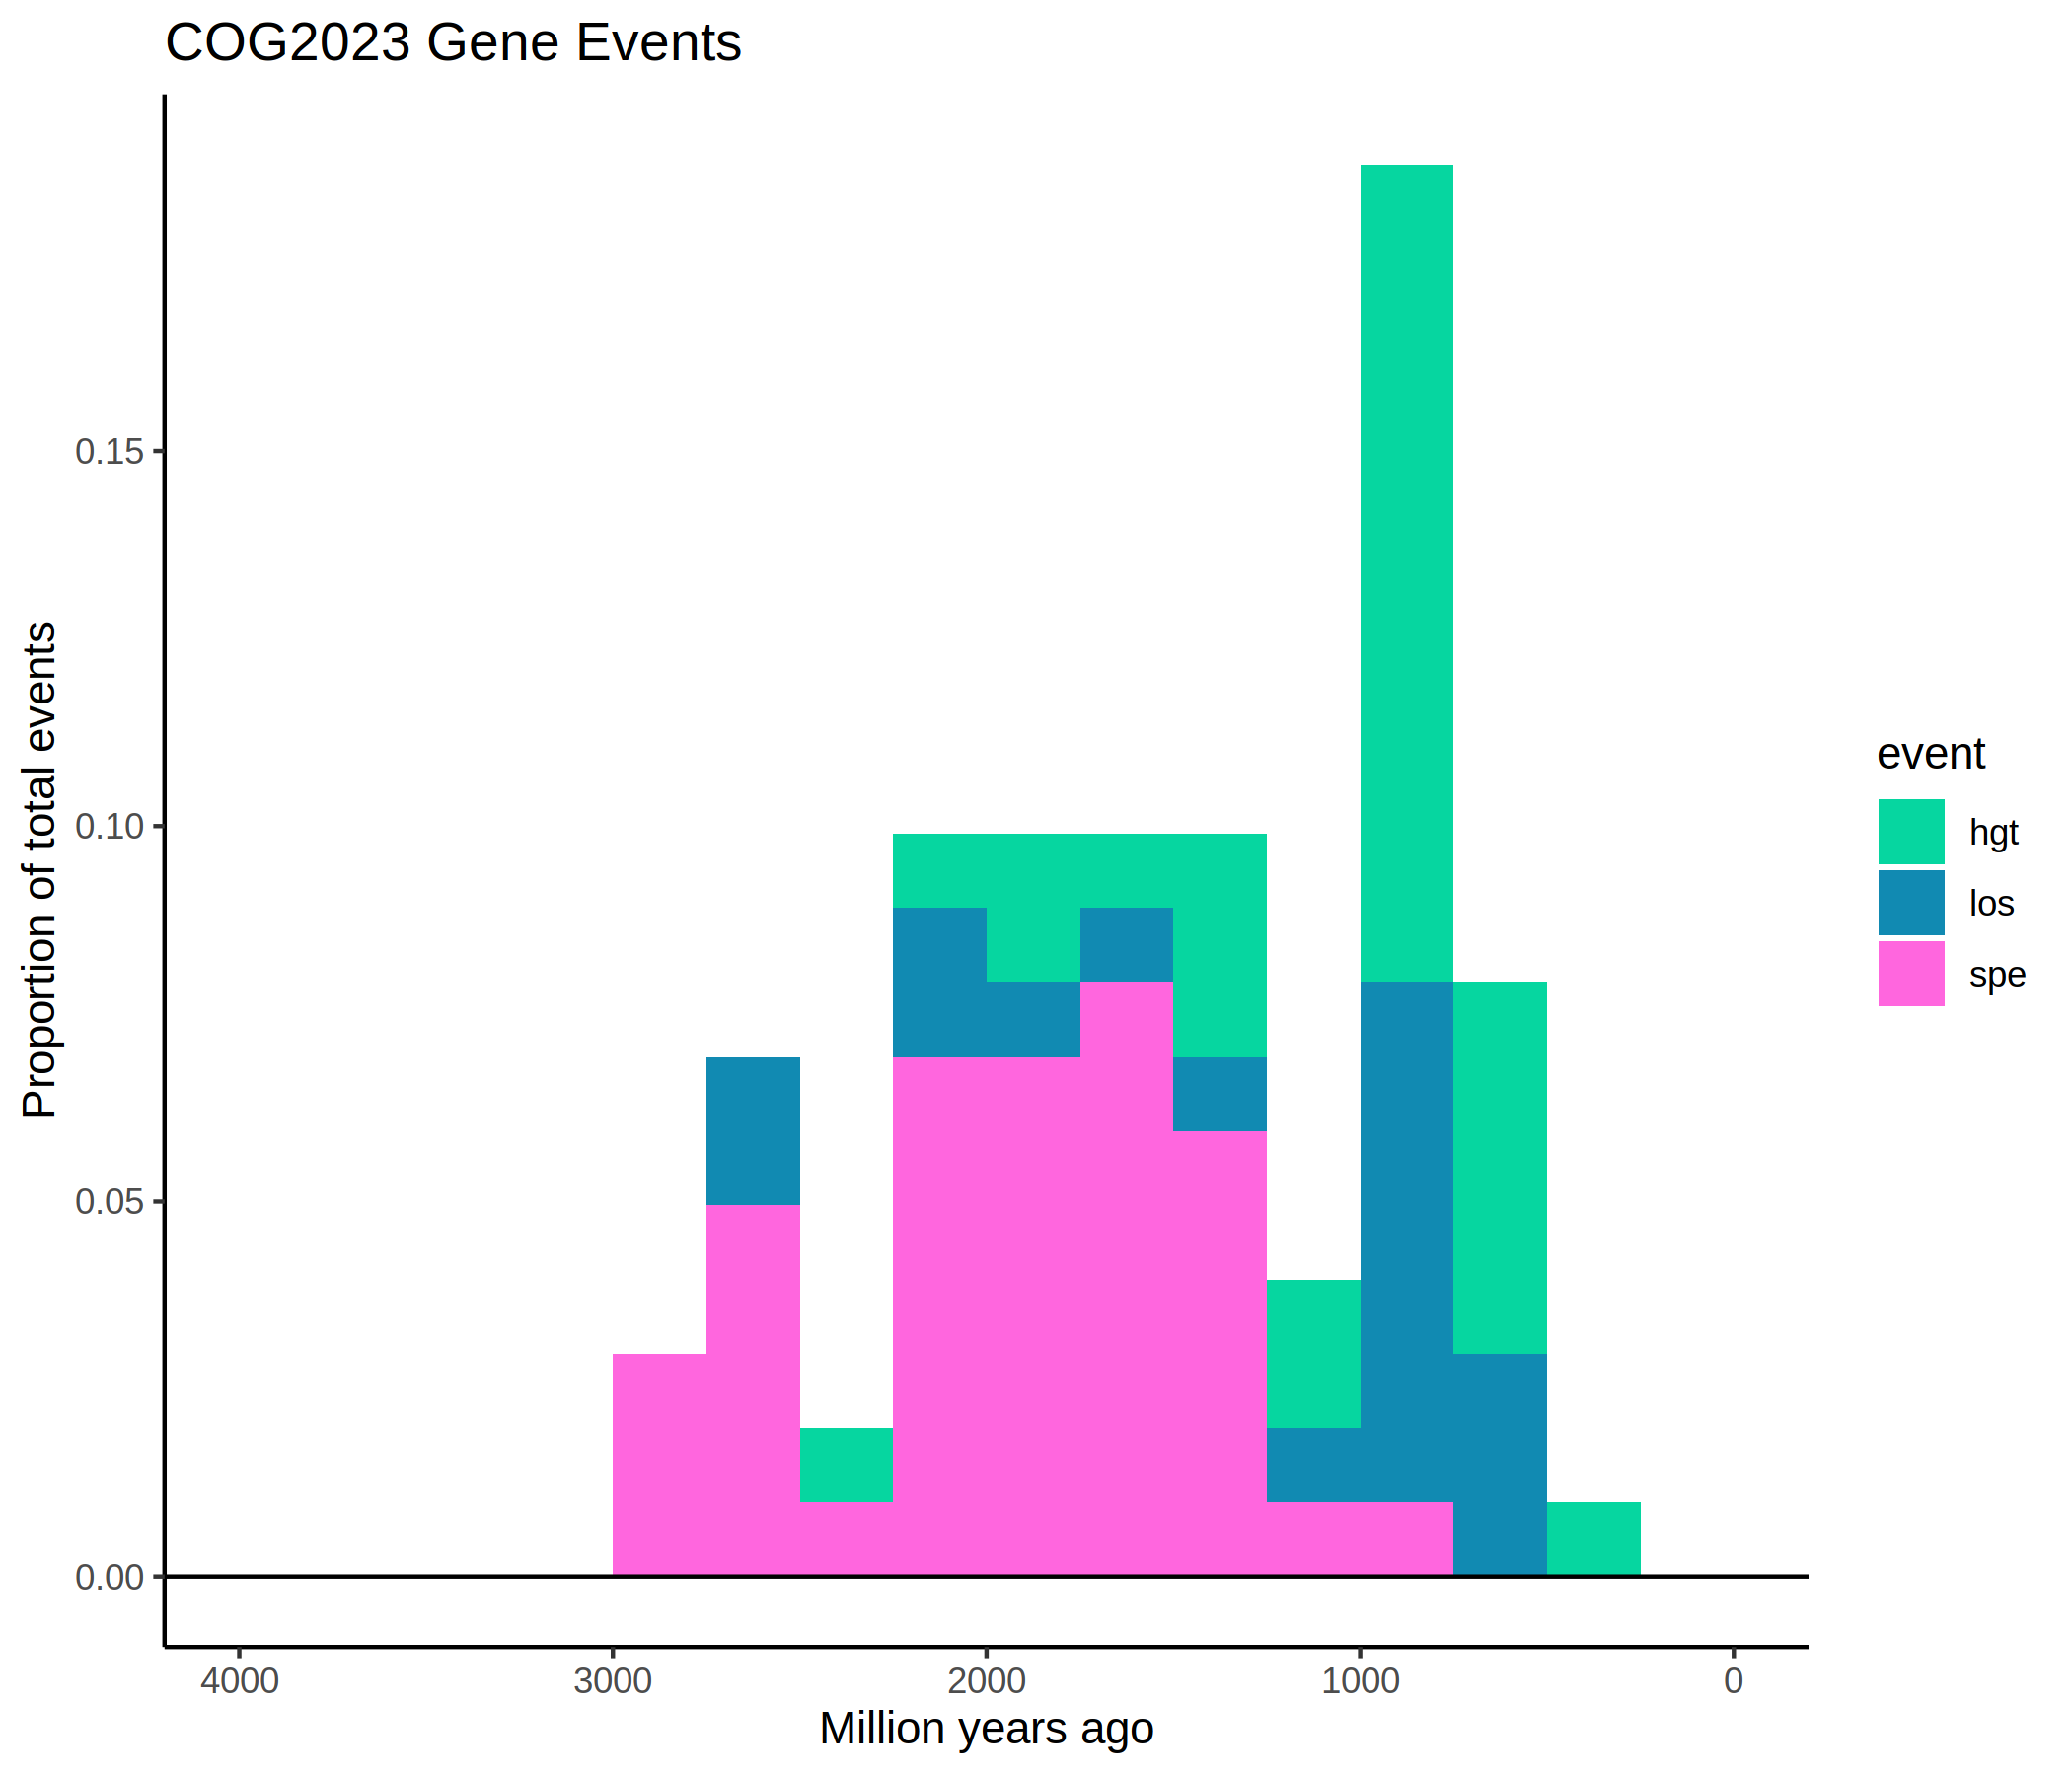 COG2023 Gene Events
Proportion of total events
0.15
0.10
0.05
0.00
4000 3000 2000 1000 0
Million years ago
event
hgt
los
spe